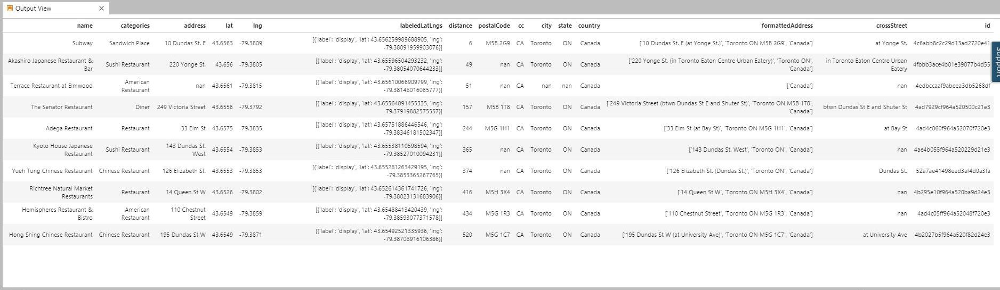 Output View
name categories address lat lng labeledLatLngs distance postalCode cc city state country formattedAddress crossStreet id
Subway Sandwich Place 10 Dundas St. E 43.6563 -79.3809 [{'label': 'display', 'lat': 43.656259989688905, 'lng': -79.38091959903076}] 6 M5B 2G9 CA Toronto ON Canada ['10 Dundas St. E (at Yonge St.)', 'Toronto ON M5B 2G9', 'Canada'] at Yonge St. 4c6abb8c2c29d13ad2720e41
Akashiro Japanese Restaurant & Bar Sushi Restaurant 220 Yonge St. 43.656 -79.3805 [{'label': 'display', 'lat': 43.65596504293232, 'lng': -79.38054070644233}] 49 nan CA Toronto ON Canada ['220 Yonge St. (in Toronto Eaton Centre Urban Eatery)', 'Toronto ON', 'Canada'] in Toronto Eaton Centre Urban Eatery 4fbbb3ace4b01e39077b4d55
Terrace Restaurant at Elmwood American Restaurant nan 43.6561 -79.3815 [{'label': 'display', 'lat': 43.65610066909799, 'lng': -79.38148016065777}] 51 nan CA nan nan Canada ['Canada'] nan 4edbccaaf9abeea3db5268df
The Senator Restaurant Diner 249 Victoria Street 43.6556 -79.3792 [{'label': 'display', 'lat': 43.65564091455335, 'lng': -79.37919882575557}] 157 M5B 1T8 CA Toronto ON Canada ['249 Victoria Street (btwn Dundas St E and Shuter St)', 'Toronto ON M5B 1T8', 'Canada'] btwn Dundas St E and Shuter St 4ad7929cf964a520500c21e3
Adega Restaurant Restaurant 33 Elm St 43.6575 -79.3835 [{'label': 'display', 'lat': 43.65751886446546, 'lng': -79.38346181502347}] 244 M5G 1H1 CA Toronto ON Canada ['33 Elm St (at Bay St)', 'Toronto ON M5G 1H1', 'Canada'] at Bay St 4ad4c060f964a52070f720e3
Kyoto House Japanese Restaurant Sushi Restaurant 143 Dundas St. West 43.6554 -79.3853 [{'label': 'display', 'lat': 43.65538110598594, 'lng': -79.38527010094231}] 365 nan CA Toronto ON Canada ['143 Dundas St. West', 'Toronto ON', 'Canada'] nan 4ae4b055f964a520229d21e3
Yueh Tung Chinese Restaurant Chinese Restaurant 126 Elizabeth St. 43.6553 -79.3853 [{'label': 'display', 'lat': 43.655281263429195, 'lng': -79.3853365267765}] 374 nan CA Toronto ON Canada ['126 Elizabeth St. (Dundas St.)', 'Toronto ON', 'Canada'] Dundas St. 52a7ae41498eed3af4d0a3fa
Richtree Natural Market Restaurants Restaurant 14 Queen St W 43.6526 -79.3802 [{'label': 'display', 'lat': 43.652614361741726, 'lng': -79.38023131683906}] 416 M5H 3X4 CA Toronto ON Canada ['14 Queen St W', 'Toronto ON M5H 3X4', 'Canada'] nan 4b295e10f964a520ba9d24e3
Hemispheres Restaurant & Bistro American Restaurant 110 Chestnut Street 43.6549 -79.3859 [{'label': 'display', 'lat': 43.65488413420439, 'lng': -79.38593077371578}] 434 M5G 1R3 CA Toronto ON Canada ['110 Chestnut Street', 'Toronto ON M5G 1R3', 'Canada'] nan 4ad4c05ff964a52048f720e3
Hong Shing Chinese Restaurant Chinese Restaurant 195 Dundas St W 43.6549 -79.3871 [{'label': 'display', 'lat': 43.65492521335936, 'lng': -79.38708916106386}] 520 M5G 1C7 CA Toronto ON Canada ['195 Dundas St W (at University Ave)', 'Toronto ON M5G 1C7', 'Canada'] at University Ave 4b2027b5f964a520f82d24e3
Support